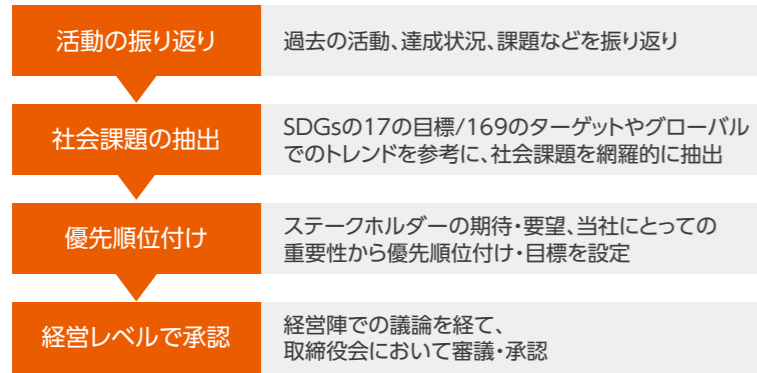 活動の振り返り
過去の活動、達成状況、課題などを振り返り
社会課題の抽出
SDGsの17の目標/169のターゲットやグローバル
でのトレンドを参考に、社会課題を網羅的に抽出
優先順位付け
ステークホルダーの期待・要望、当社にとっての
重要性から優先順位付け・目標を設定
経営レベルで承認
経営陣での議論を経て、
取締役会において審議・承認